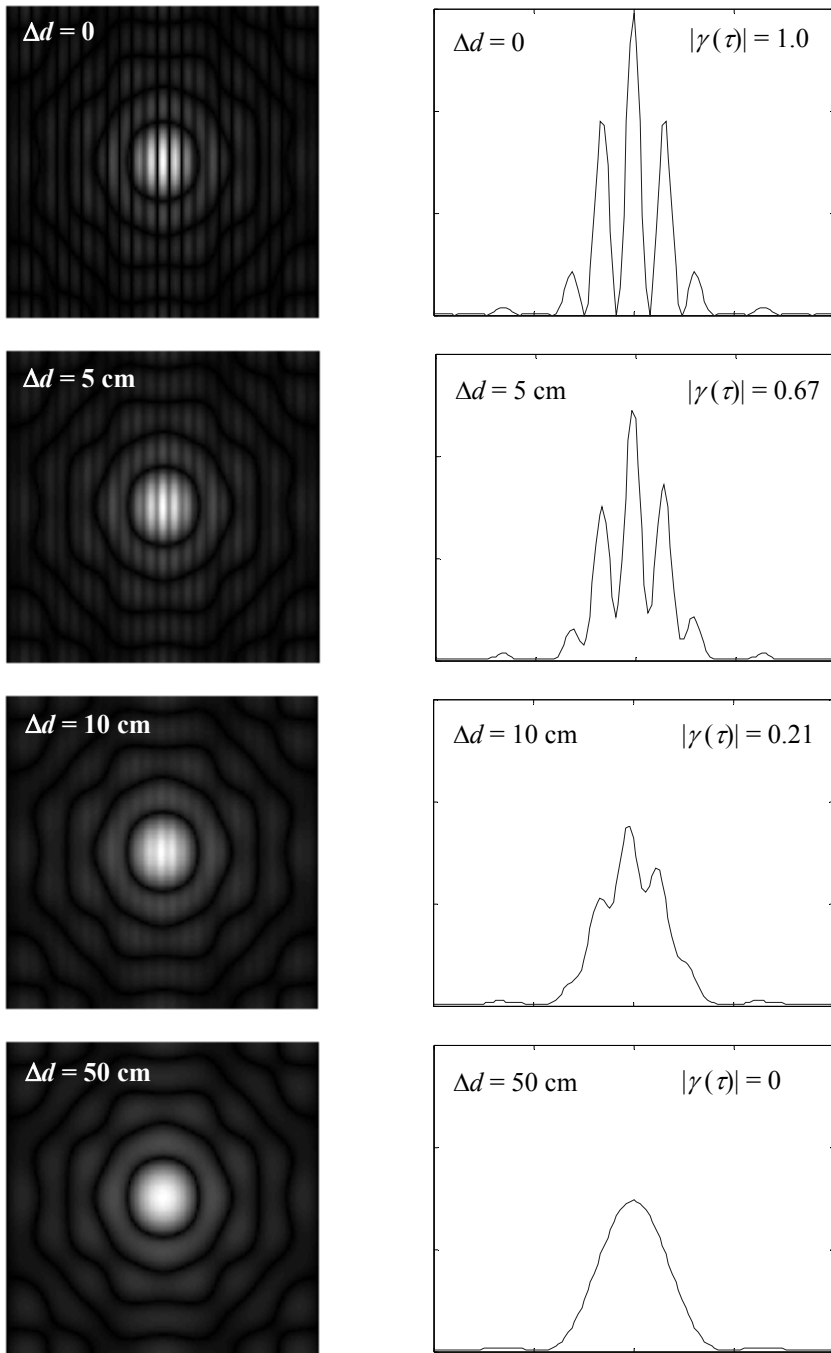 Δd = 0
Δd = 0 |γ(τ)| = 1.0
Δd = 5 cm
Δd = 5 cm |γ(τ)| = 0.67
Δd = 10 cm
Δd = 10 cm |γ(τ)| = 0.21
Δd = 50 cm
Δd = 50 cm |γ(τ)| = 0